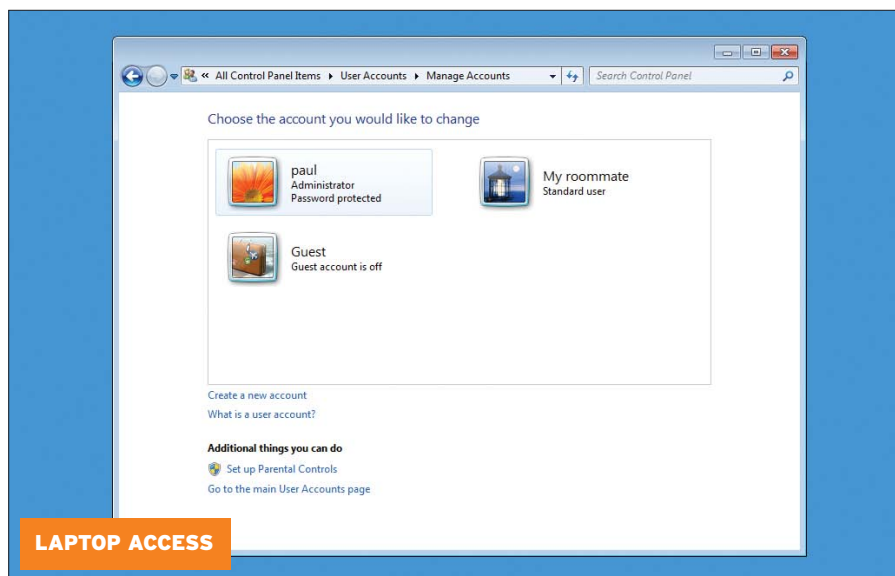 « All Control Panel Items ▸ User Accounts ▸ Manage Accounts
Search Control Panel
Choose the account you would like to change
paul
Administrator
Password protected
My roommate
Standard user
Guest
Guest account is off
Create a new account
What is a user account?
Additional things you can do
Set up Parental Controls
Go to the main User Accounts page
LAPTOP ACCESS